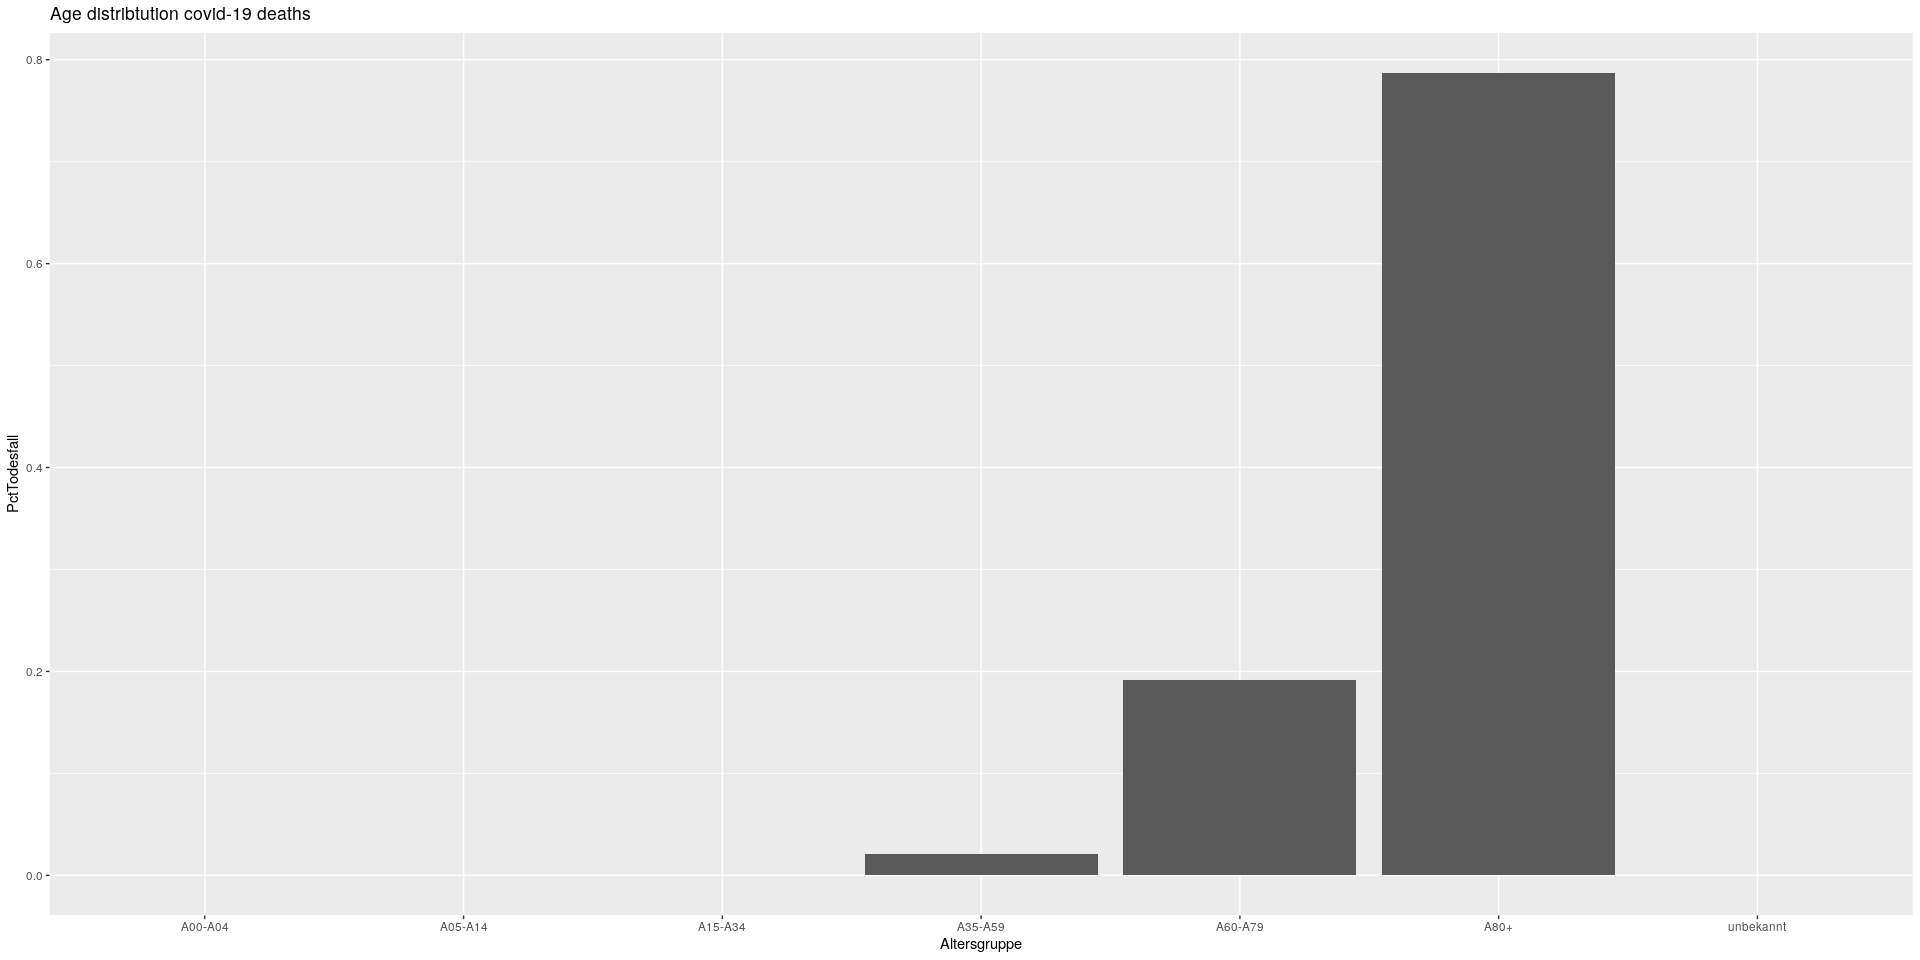 Age distribtution covid-19 deaths
PctTodesfall
0.8
0.6
0.4
0.2
0.0
A00-A04 A05-A14 A15-A34 A35-A59 A60-A79 A80+ unbekannt
Altersgruppe